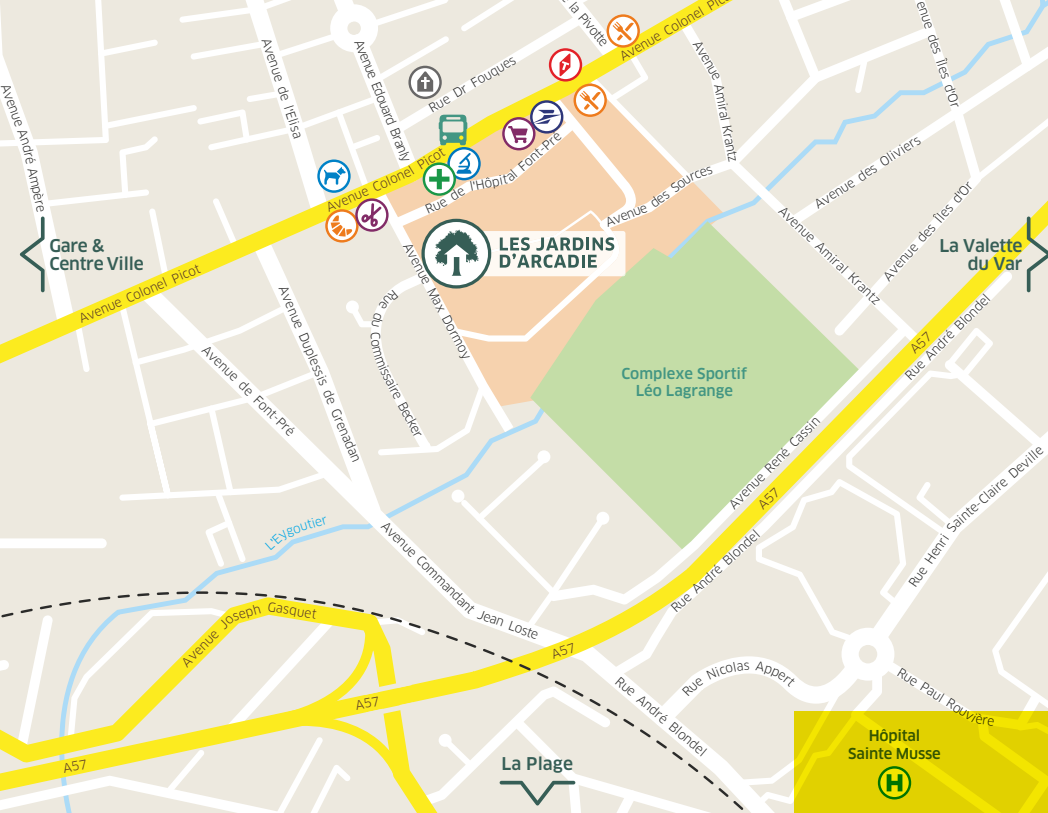 Avenue Colonel Picot
Rue de la Pivotte
Avenue des Îles d'Or
Avenue Amiral Krantz
Avenue de l'Elisa
Avenue Edouard Branly
Rue Dr Fouques
Avenue André Ampère
Avenue Colonel Picot
Rue de l'Hôpital Font-Pré
Avenue des Sources
Avenue des Oliviers
Avenue des Îles d'Or
Avenue Amiral Krantz
Gare &
Centre Ville
LES JARDINS
D'ARCADIE
La Valette
du Var
Avenue Colonel Picot
Avenue Max Dormoy
Rue du Commissaire Becker
Avenue Duplessis de Grenadan
Avenue de Font-Pré
A57
Rue André Blondel
Complexe Sportif
Léo Lagrange
Avenue René Cassin
A57
Rue Henri Sainte-Claire Deville
L'Eygoutier
Avenue Commandant Jean Loste
Rue André Blondel
Avenue Joseph Gasquet
A57
Rue Nicolas Appert
Rue Paul Rouvière
Rue André Blondel
A57
A57
La Plage
Hôpital
Sainte Musse
H